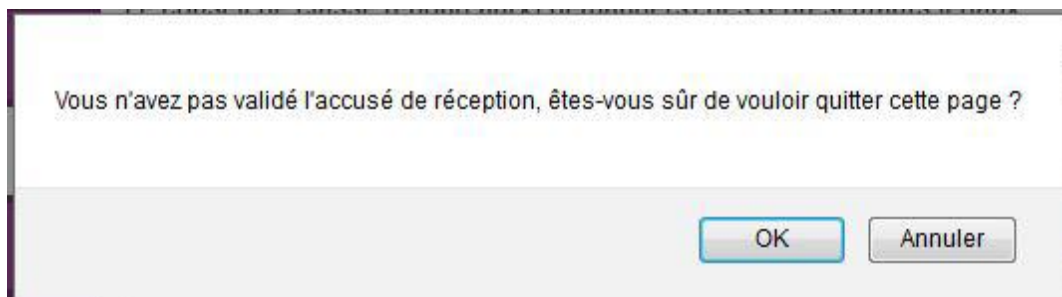 Vous n'avez pas validé l'accusé de réception, êtes-vous sûr de vouloir quitter cette page ?
OK
Annuler